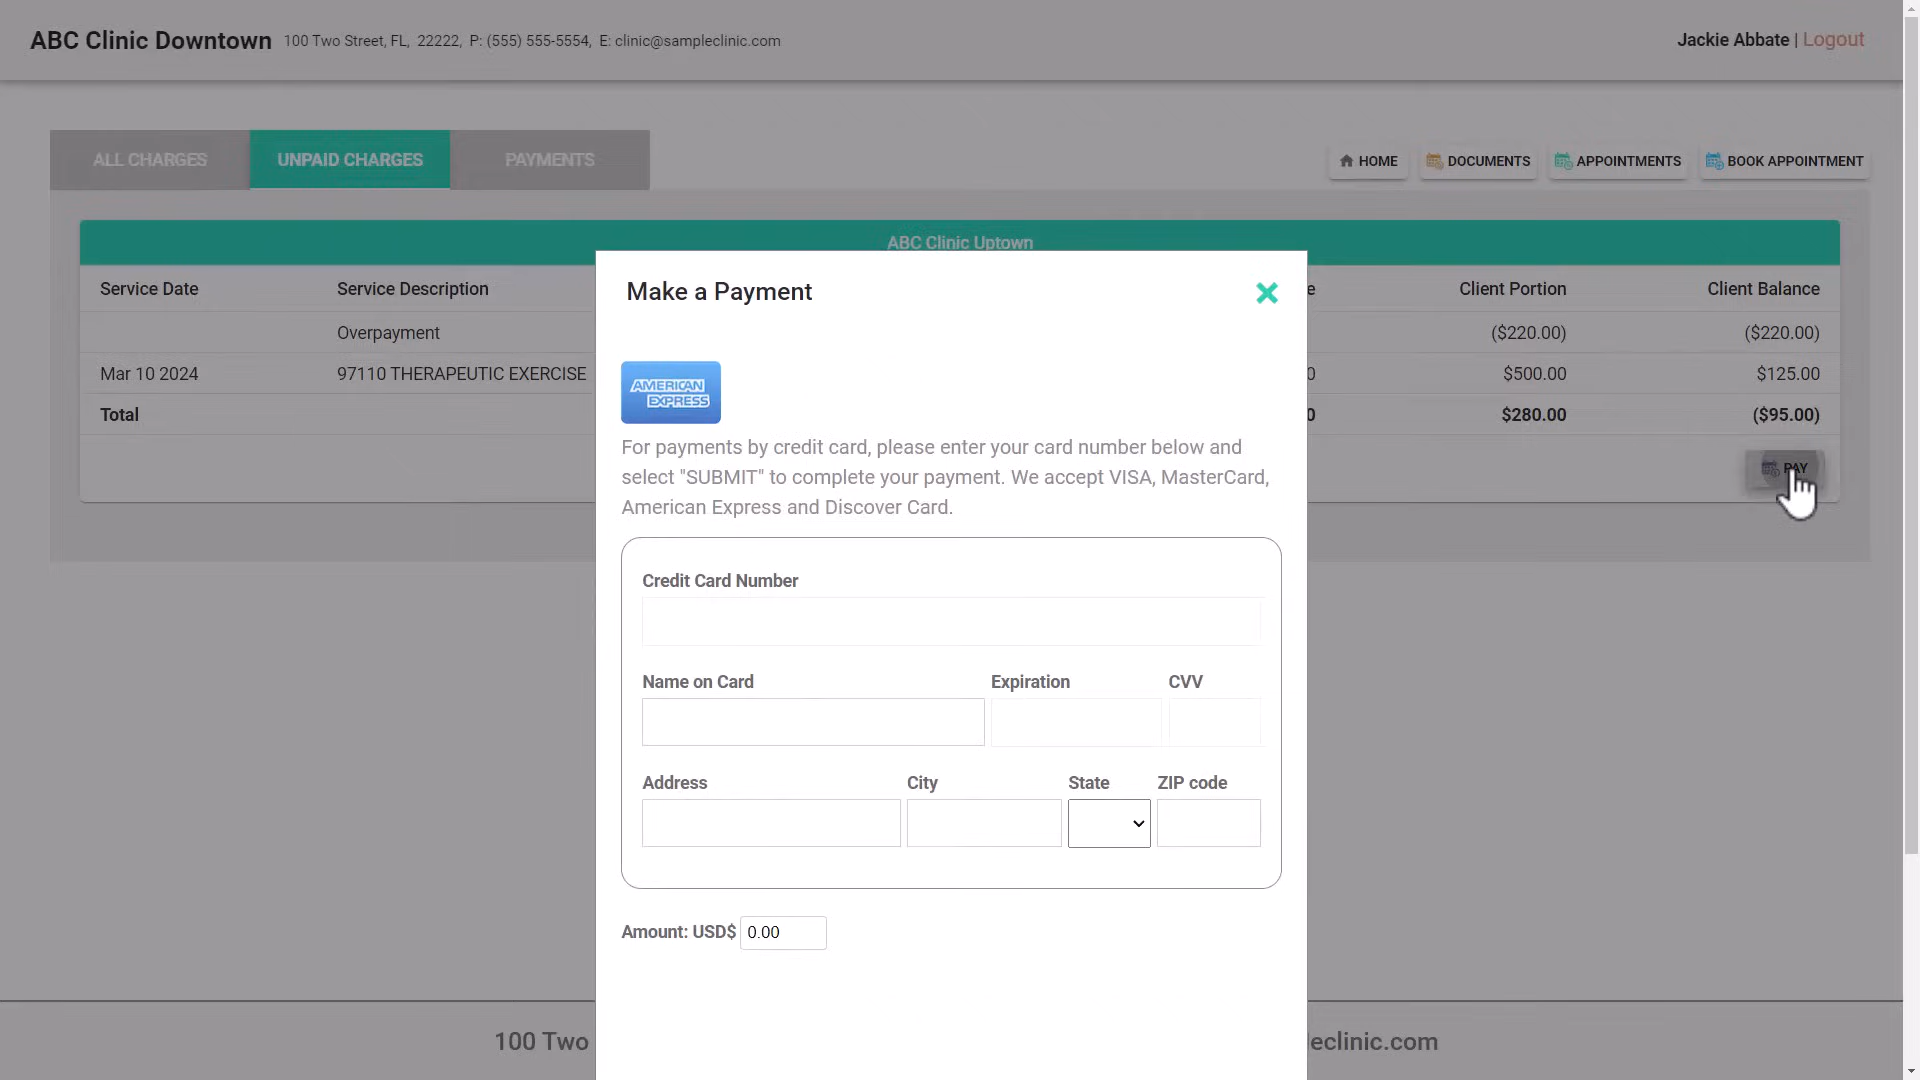 ABC Clinic Downtown 100 Two Street, FL, 22222, P: (555) 555-5554, E: clinic@sampleclinic.com
Jackie Abbate | Logout
ALL CHARGES UNPAID CHARGES PAYMENTS
HOME DOCUMENTS APPOINTMENTS BOOK APPOINTMENT
ABC Clinic Uptown
Service Date Service Description e Client Portion Client Balance
Overpayment ($220.00) ($220.00)
Mar 10 2024 97110 THERAPEUTIC EXERCISE 0 $500.00 $125.00
Total 0 $280.00 ($95.00)
PAY
Make a Payment
AMERICAN
EXPRESS
For payments by credit card, please enter your card number below and
select "SUBMIT" to complete your payment. We accept VISA, MasterCard,
American Express and Discover Card.
Credit Card Number
Name on Card Expiration CVV
Address City State ZIP code
Amount: USD$ 0.00
100 Two leclinic.com